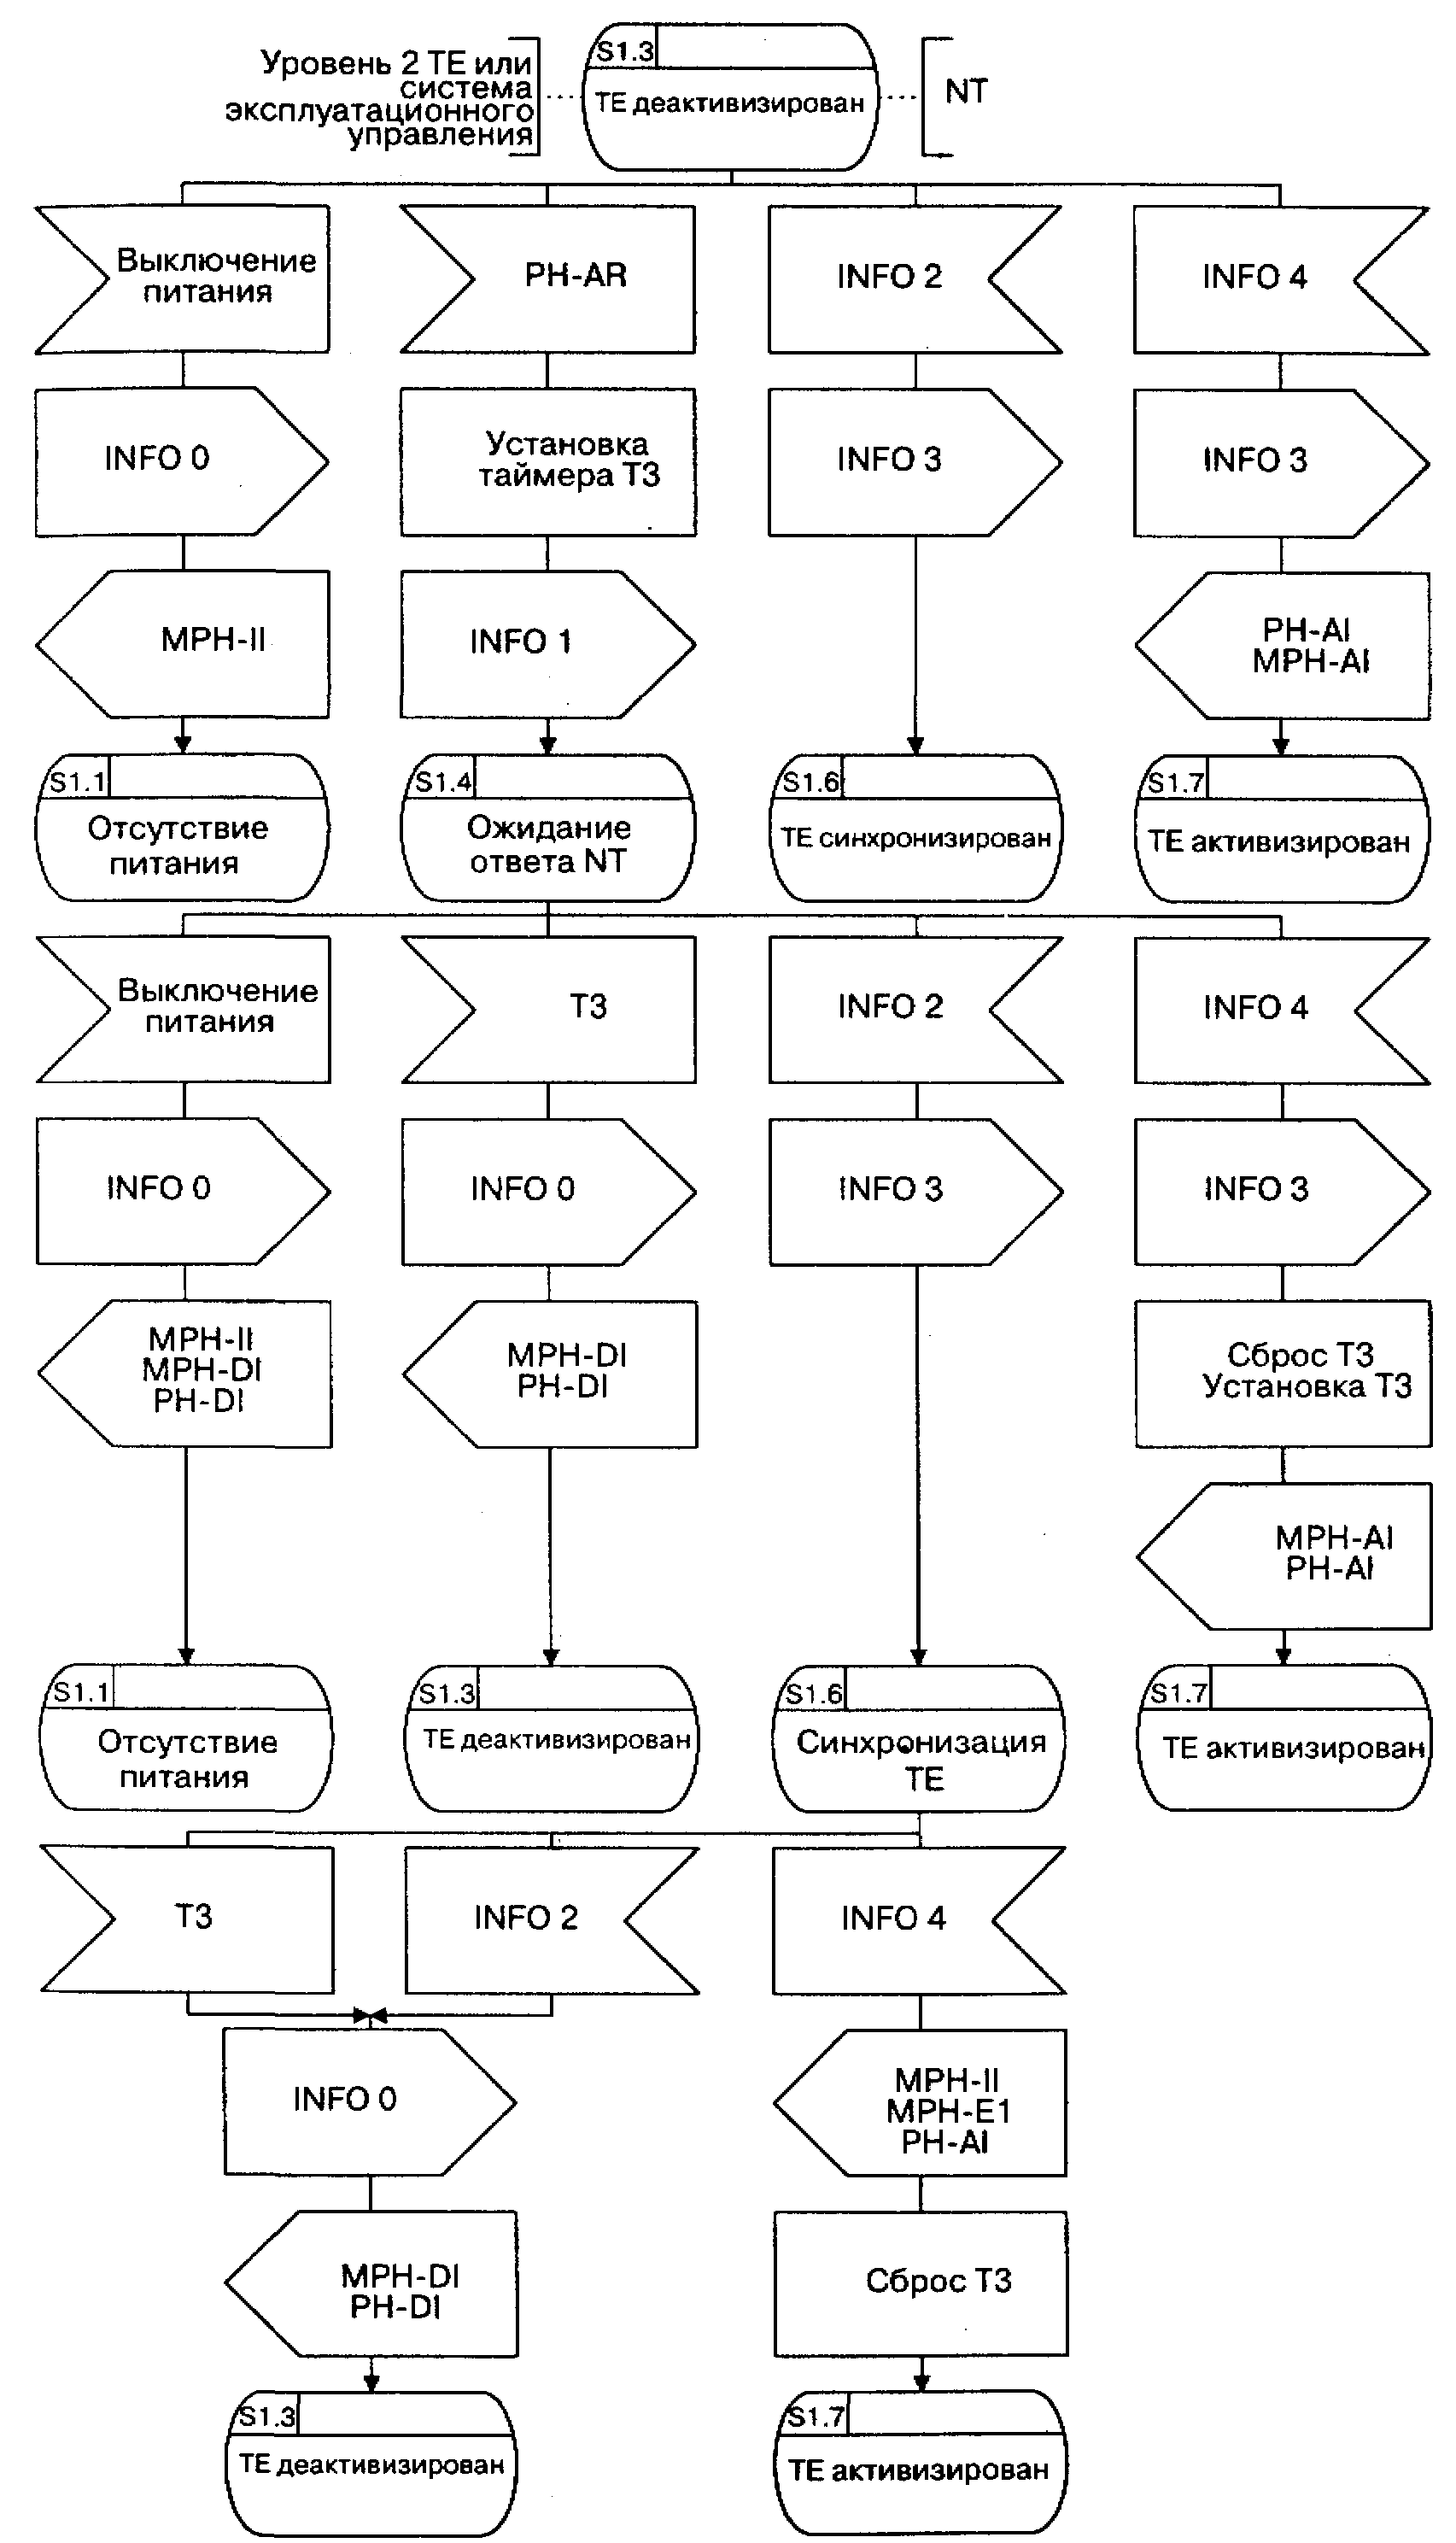 Уровень 2 ТЕ или
система
эксплуатационного
управления
S1.3
ТЕ деактивизирован
NT
Выключение
питания
PH-AR
INFO 2
INFO 4
INFO 0
Установка
таймера Т3
INFO 3
INFO 3
MPH-II
INFO 1
PH-AI
MPH-AI
S1.1
Отсутствие
питания
S1.4
Ожидание
ответа NT
S1.6
ТЕ синхронизирован
S1.7
ТЕ активизирован
Выключение
питания
Т3
INFO 2
INFO 4
INFO 0
INFO 0
INFO 3
INFO 3
MPH-II
MPH-DI
PH-DI
MPH-DI
PH-DI
Сброс Т3
Установка Т3
MPH-AI
PH-AI
S1.1
Отсутствие
питания
S1.3
ТЕ деактивизирован
S1.6
Синхронизация
ТЕ
S1.7
ТЕ активизирован
Т3
INFO 2
INFO 4
INFO 0
MPH-II
MPH-E1
PH-AI
MPH-DI
PH-DI
Сброс Т3
S1.3
ТЕ деактивизирован
S1.7
ТЕ активизирован